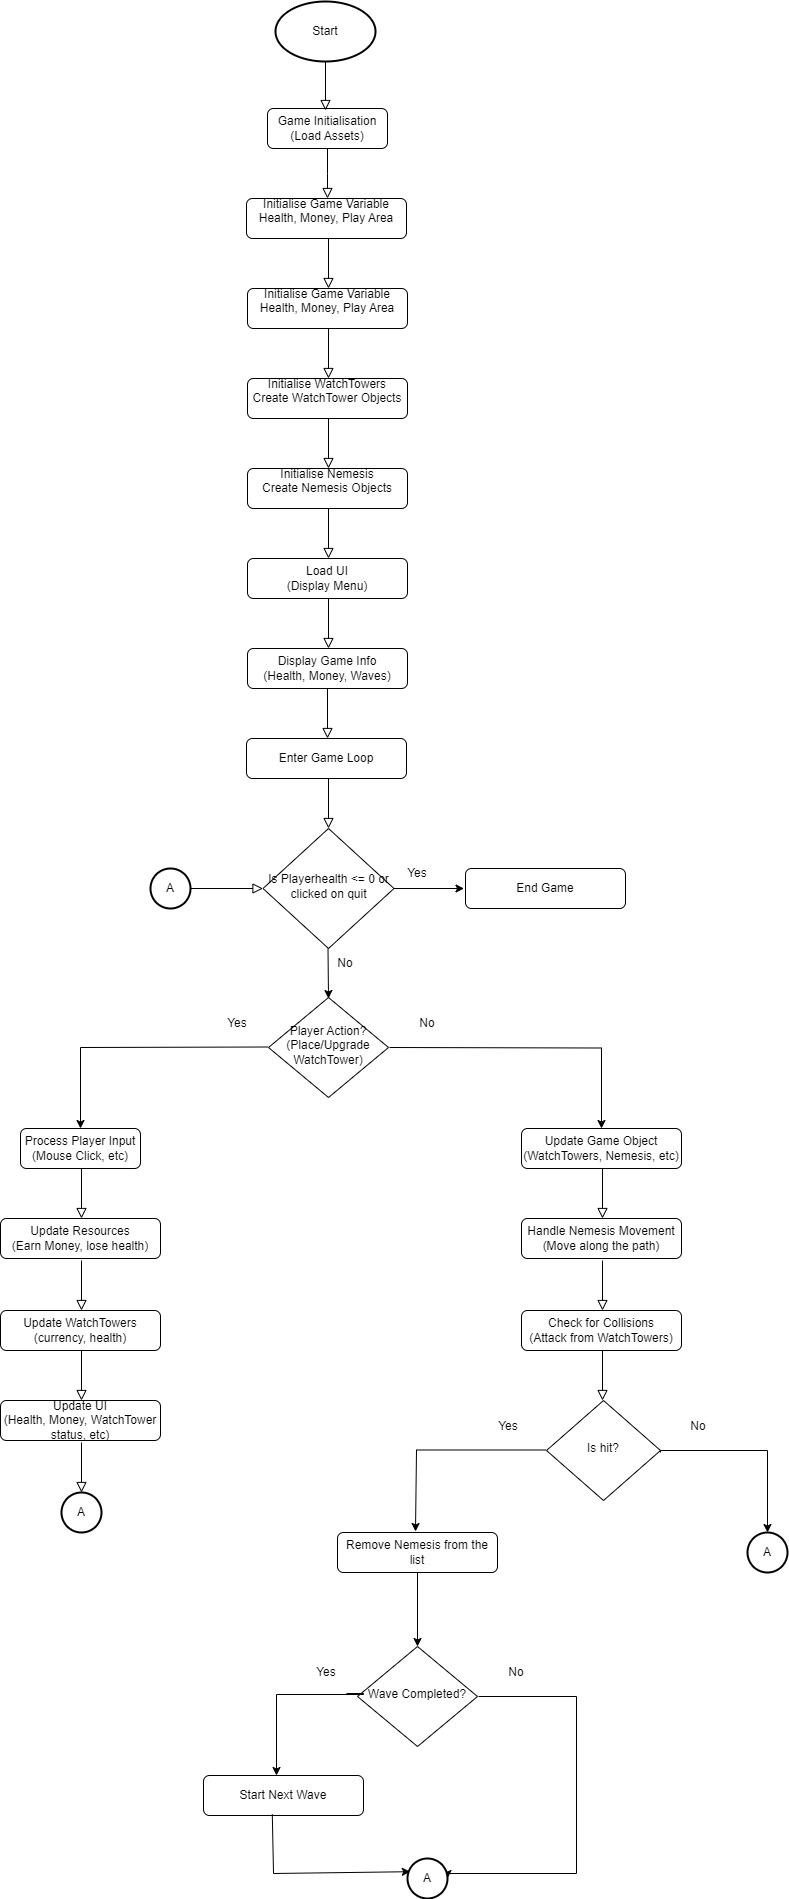 Start
Game Initialisation
(Load Assets)
Initialise Game Variable
Health, Money, Play Area
Initialise Game Variable
Health, Money, Play Area
Initialise WatchTowers
Create WatchTower Objects
Initialise Nemesis
Create Nemesis Objects
Load UI
(Display Menu)
Display Game Info
(Health, Money, Waves)
Enter Game Loop
A
Is Playerhealth <= 0 or
clicked on quit
Yes
End Game
No
Yes
Player Action?
(Place/Upgrade
WatchTower)
No
Process Player Input
(Mouse Click, etc)
Update Game Object
(WatchTowers, Nemesis, etc)
Update Resources
(Earn Money, lose health)
Handle Nemesis Movement
(Move along the path)
Update WatchTowers
(currency, health)
Check for Collisions
(Attack from WatchTowers)
Update UI
(Health, Money, WatchTower
status, etc)
Yes
Is hit?
No
A
Remove Nemesis from the
list
A
Yes
Wave Completed?
No
Start Next Wave
A